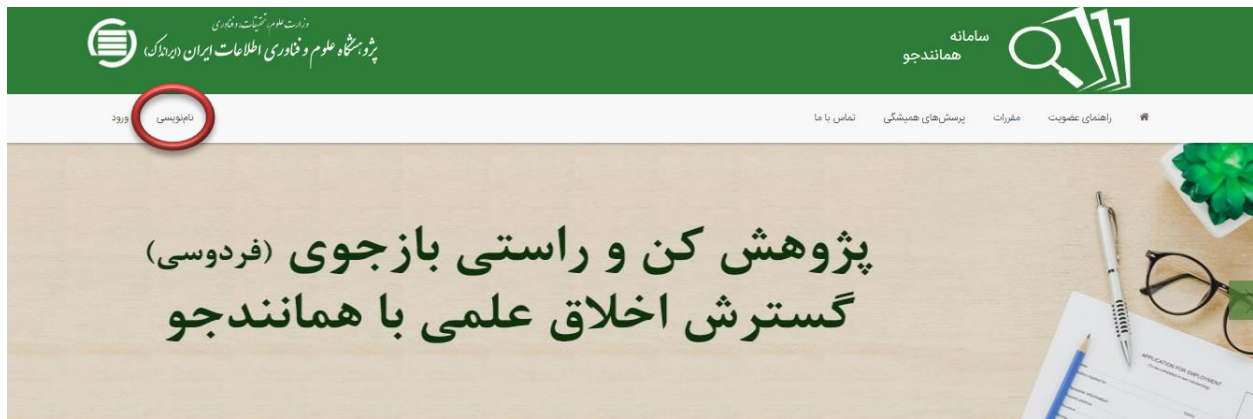 وزارت علوم، تحقیقات، و فناوری
پژوهشگاه علوم و فناوری اطلاعات ایران (ایرانداک)
سامانه
همانندجو
راهنمای عضویت
مقررات
پرسش‌های همیشگی
تماس با ما
نام‌نویسی
ورود
پژوهش کن و راستی بازجوی (فردوسی)
گسترش اخلاق علمی با همانندجو
APPLICATION FOR EMPLOYMENT